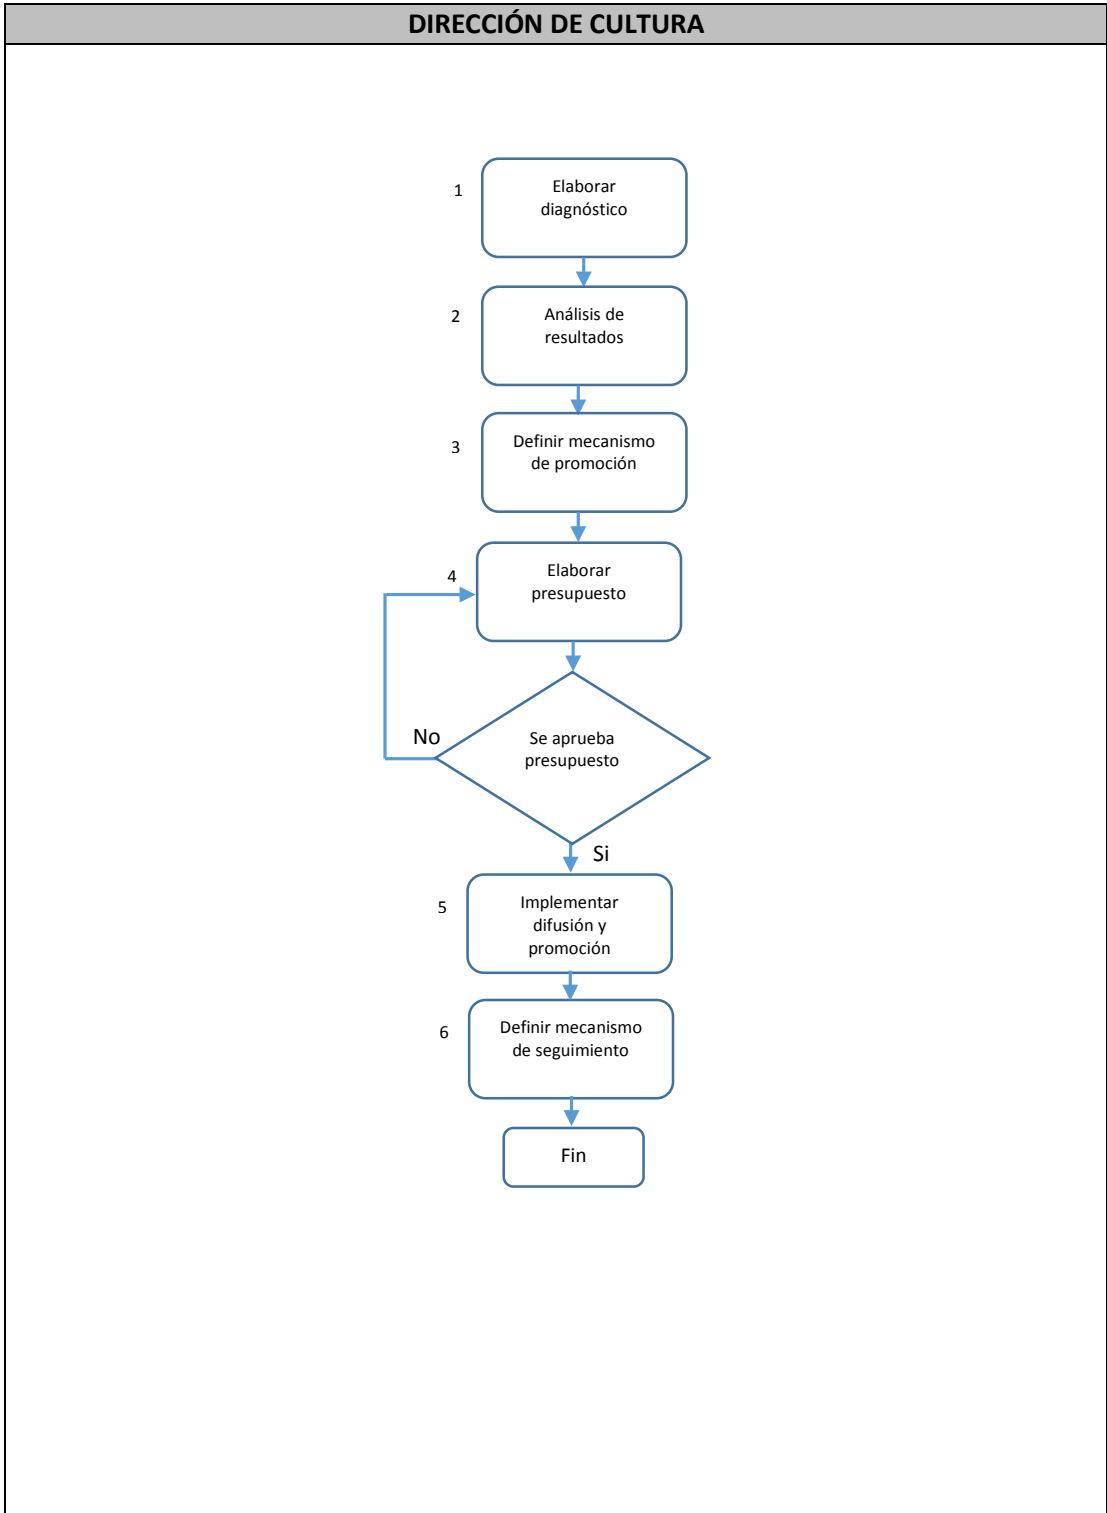 DIRECCIÓN DE CULTURA
1
Elaborar
diagnóstico
2
Análisis de
resultados
3
Definir mecanismo
de promoción
4
Elaborar
presupuesto
No
Se aprueba
presupuesto
Si
5
Implementar
difusión y
promoción
6
Definir mecanismo
de seguimiento
Fin